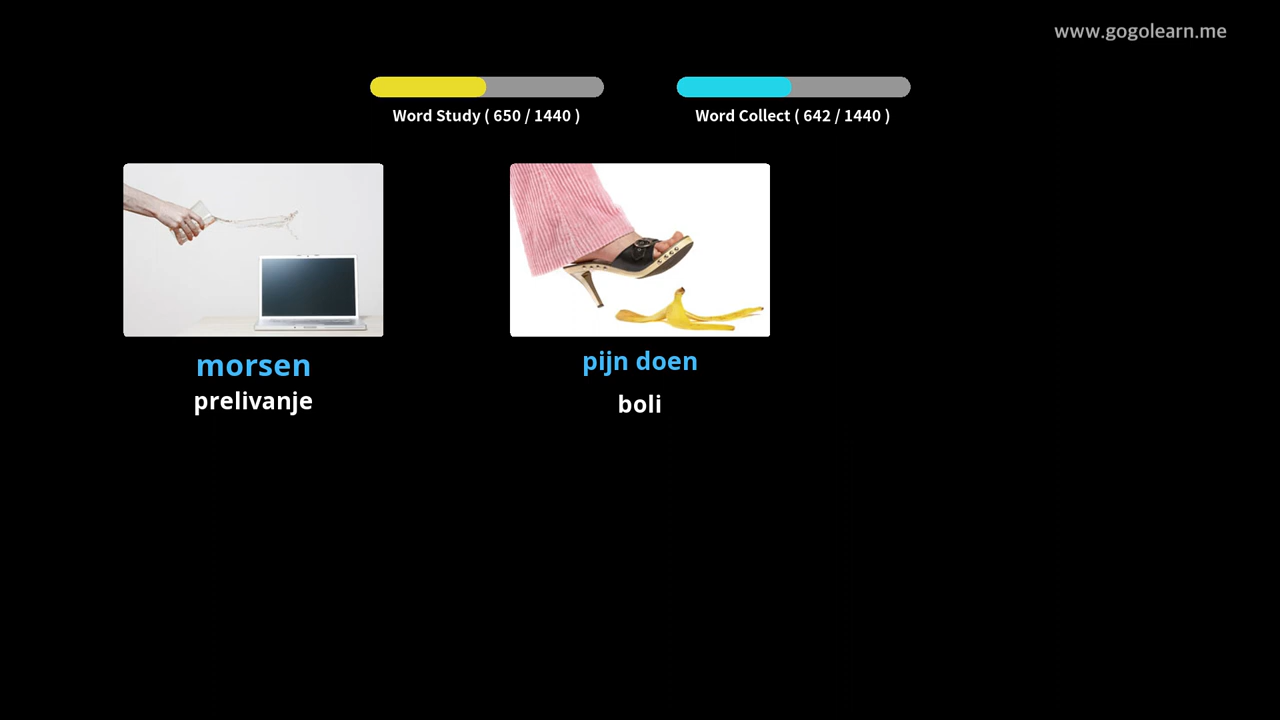 www.gogolearn.me
Word Study ( 650 / 1440 )
Word Collect ( 642 / 1440 )
morsen
prelivanje
pijn doen
boli